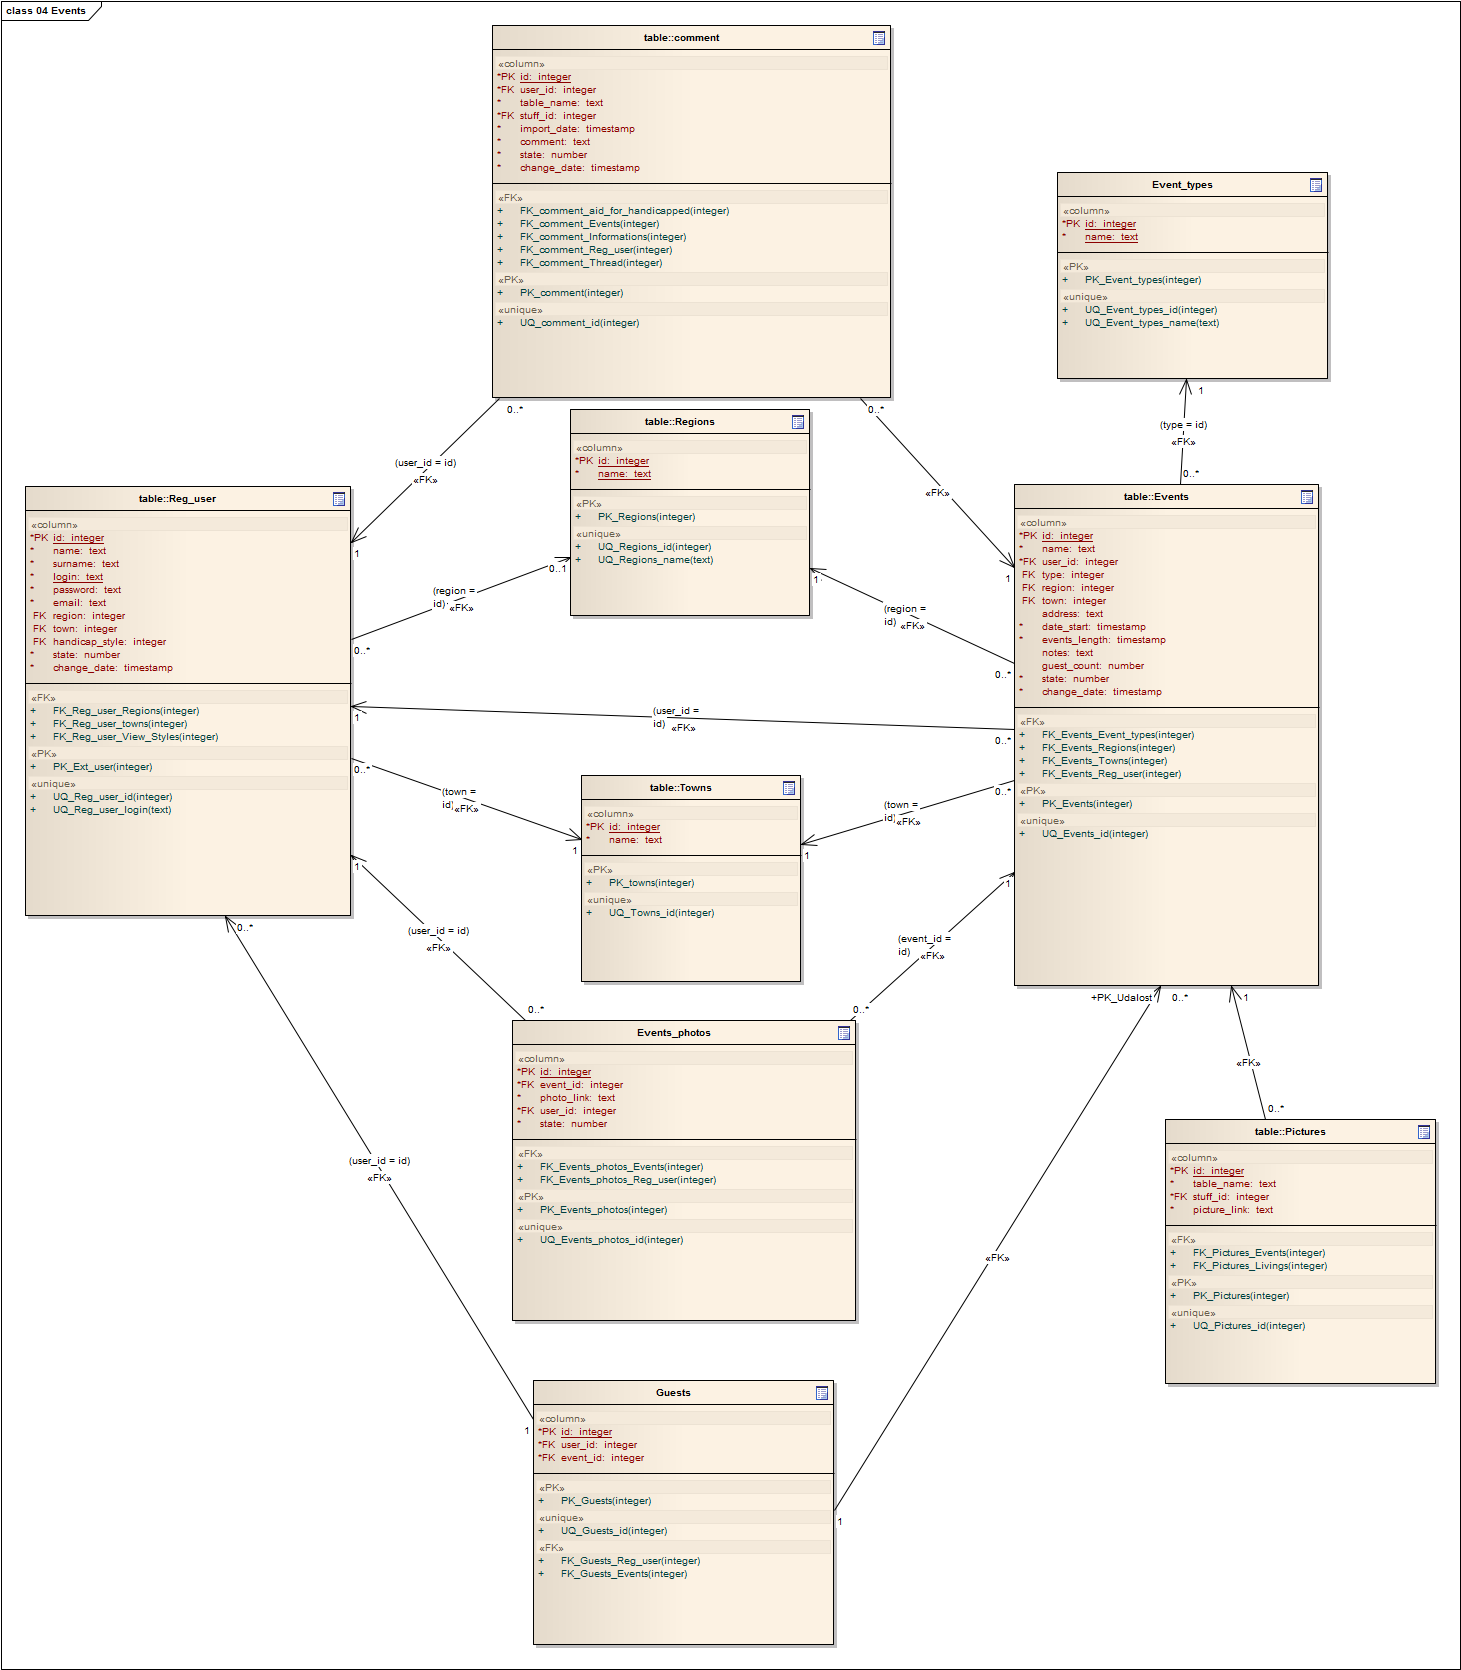 class 04 Events
table::comment
«column»
*PK id: integer
*FK user_id: integer
* table_name: text
*FK stuff_id: integer
* import_date: timestamp
* comment: text
* state: number
* change_date: timestamp
«FK»
+ FK_comment_aid_for_handicapped(integer)
+ FK_comment_Events(integer)
+ FK_comment_Informations(integer)
+ FK_comment_Reg_user(integer)
+ FK_comment_Thread(integer)
«PK»
+ PK_comment(integer)
«unique»
+ UQ_comment_id(integer)
Event_types
«column»
*PK id: integer
* name: text
«PK»
+ PK_Event_types(integer)
«unique»
+ UQ_Event_types_id(integer)
+ UQ_Event_types_name(text)
1
(type = id)
«FK»
0..*
0..*
(user_id = id)
«FK»
1
0..*
«FK»
1
table::Regions
«column»
*PK id: integer
* name: text
«PK»
+ PK_Regions(integer)
«unique»
+ UQ_Regions_id(integer)
+ UQ_Regions_name(text)
table::Reg_user
«column»
*PK id: integer
* name: text
* surname: text
* login: text
* password: text
* email: text
FK region: integer
FK town: integer
FK handicap_style: integer
* state: number
* change_date: timestamp
«FK»
+ FK_Reg_user_Regions(integer)
+ FK_Reg_user_towns(integer)
+ FK_Reg_user_View_Styles(integer)
«PK»
+ PK_Ext_user(integer)
«unique»
+ UQ_Reg_user_id(integer)
+ UQ_Reg_user_login(text)
table::Events
«column»
*PK id: integer
* name: text
*FK user_id: integer
FK type: integer
FK region: integer
FK town: integer
address: text
* date_start: timestamp
* events_length: timestamp
notes: text
guest_count: number
* state: number
* change_date: timestamp
«FK»
+ FK_Events_Event_types(integer)
+ FK_Events_Regions(integer)
+ FK_Events_Towns(integer)
+ FK_Events_Reg_user(integer)
«PK»
+ PK_Events(integer)
«unique»
+ UQ_Events_id(integer)
0..1
(region =
id) «FK»
0..*
1
(region =
id) «FK»
0..*
1
(user_id =
id) «FK»
0..*
0..*
(town =
id) «FK»
1
0..*
(town =
id) «FK»
1
table::Towns
«column»
*PK id: integer
* name: text
«PK»
+ PK_towns(integer)
«unique»
+ UQ_Towns_id(integer)
1
(user_id = id)
«FK»
0..*
1
(event_id =
id) «FK»
0..*
Events_photos
«column»
*PK id: integer
*FK event_id: integer
* photo_link: text
*FK user_id: integer
* state: number
«FK»
+ FK_Events_photos_Events(integer)
+ FK_Events_photos_Reg_user(integer)
«PK»
+ PK_Events_photos(integer)
«unique»
+ UQ_Events_photos_id(integer)
0..*
(user_id = id)
«FK»
1
+PK_Udalost 0..*
«FK»
1
1
«FK»
0..*
table::Pictures
«column»
*PK id: integer
* table_name: text
*FK stuff_id: integer
* picture_link: text
«FK»
+ FK_Pictures_Events(integer)
+ FK_Pictures_Livings(integer)
«PK»
+ PK_Pictures(integer)
«unique»
+ UQ_Pictures_id(integer)
Guests
«column»
*PK id: integer
*FK user_id: integer
*FK event_id: integer
«PK»
+ PK_Guests(integer)
«unique»
+ UQ_Guests_id(integer)
«FK»
+ FK_Guests_Reg_user(integer)
+ FK_Guests_Events(integer)